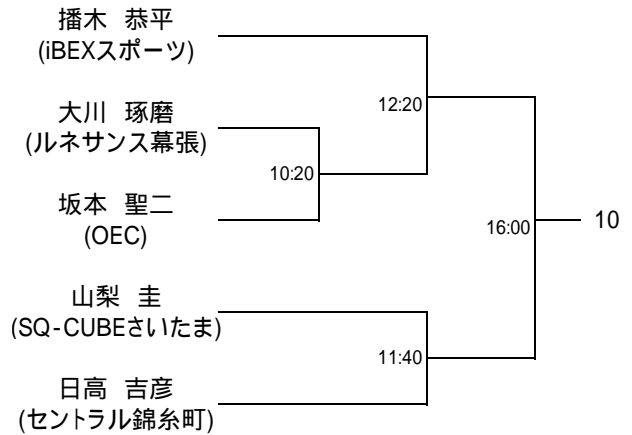 播木 恭平
(iBEXスポーツ)
12:20
大川 琢磨
(ルネサンス幕張)
10:20
坂本 聖二
(OEC)
16:00
10
山梨 圭
(SQ-CUBEさいたま)
11:40
日高 吉彦
(セントラル錦糸町)